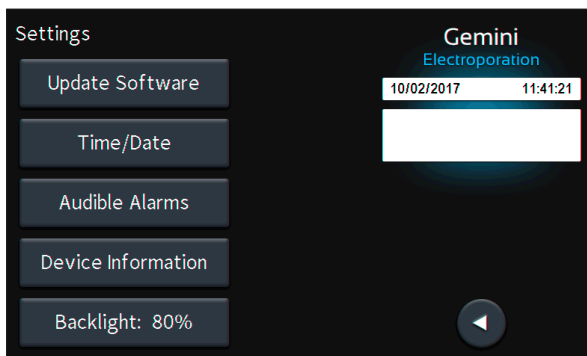 Settings
Update Software
Time/Date
Audible Alarms
Device Information
Backlight: 80%
Gemini
Electroporation
10/02/2017 11:41:21